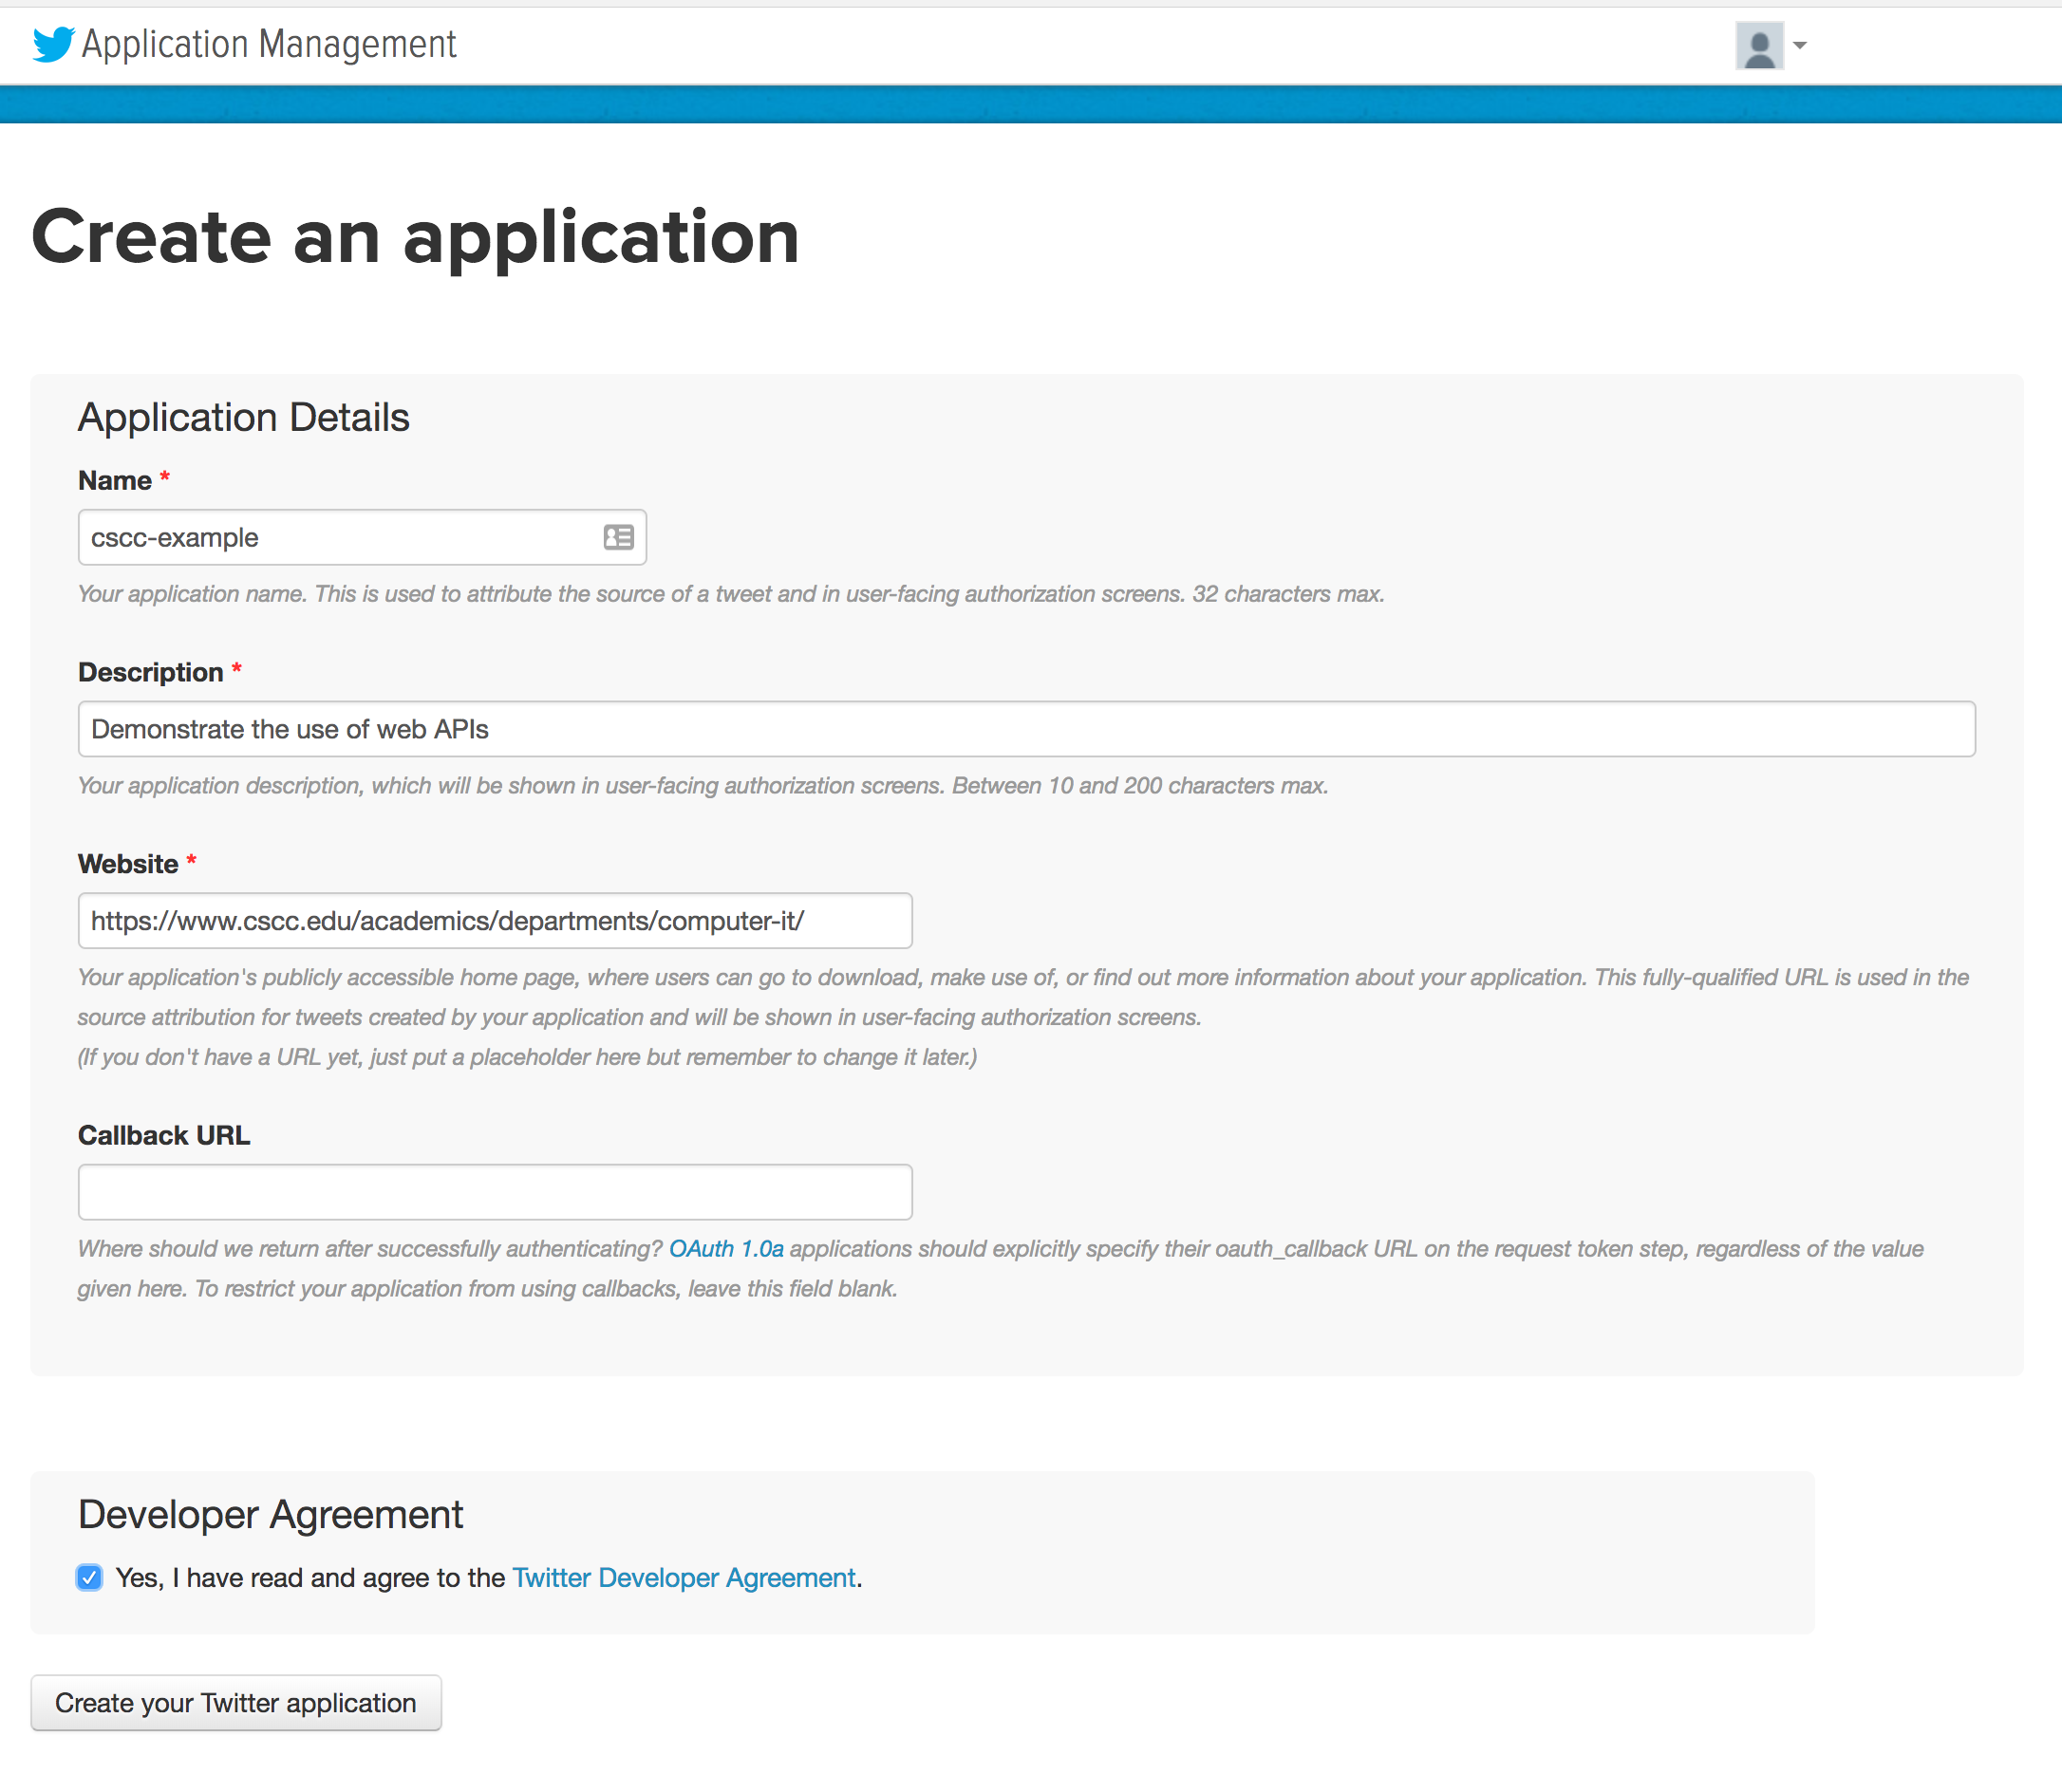 Application Management
Create an application
Application Details
Name *
cscc-example
Your application name. This is used to attribute the source of a tweet and in user-facing authorization screens. 32 characters max.
Description *
Demonstrate the use of web APIs
Your application description, which will be shown in user-facing authorization screens. Between 10 and 200 characters max.
Website *
https://www.cscc.edu/academics/departments/computer-it/
Your application's publicly accessible home page, where users can go to download, make use of, or find out more information about your application. This fully-qualified URL is used in the
source attribution for tweets created by your application and will be shown in user-facing authorization screens.
(If you don't have a URL yet, just put a placeholder here but remember to change it later.)
Callback URL
Where should we return after successfully authenticating? OAuth 1.0a applications should explicitly specify their oauth_callback URL on the request token step, regardless of the value
given here. To restrict your application from using callbacks, leave this field blank.
Developer Agreement
Yes, I have read and agree to the Twitter Developer Agreement.
Create your Twitter application